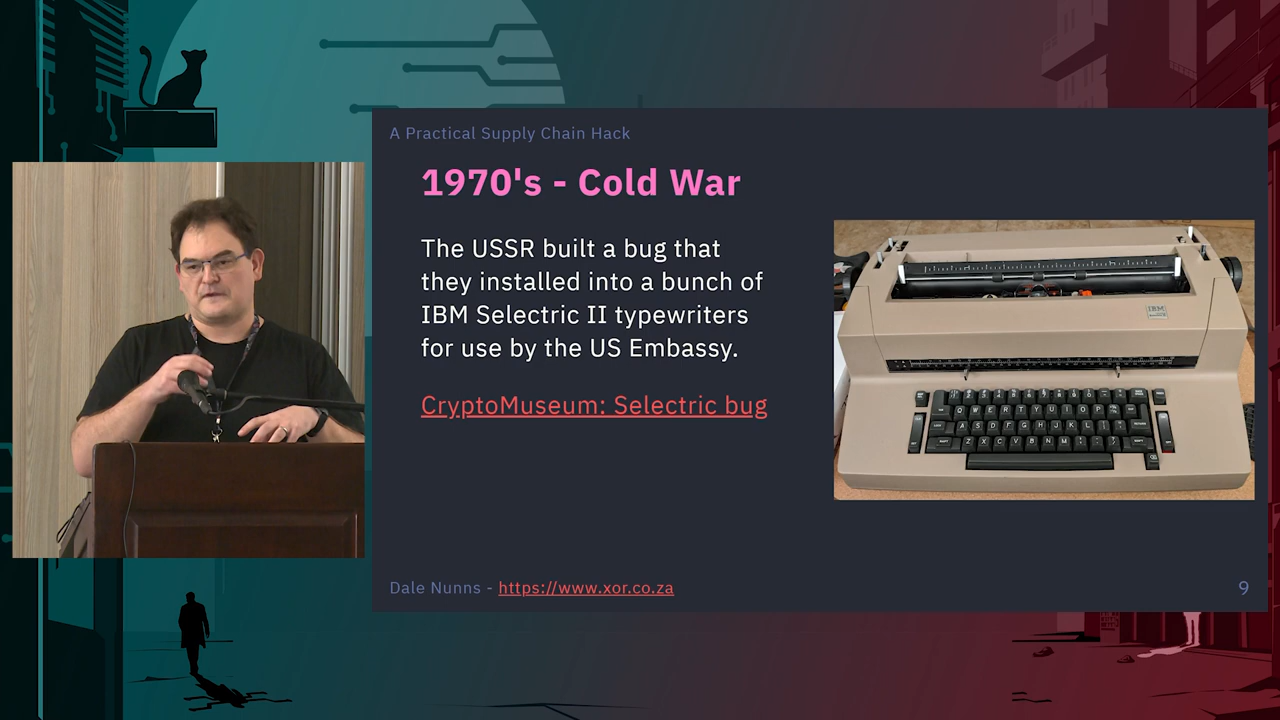 A Practical Supply Chain Hack
1970's - Cold War
The USSR built a bug that
they installed into a bunch of
IBM Selectric II typewriters
for use by the US Embassy.
CryptoMuseum: Selectric bug
IBM
Dale Nunns - https://www.xor.co.za
9